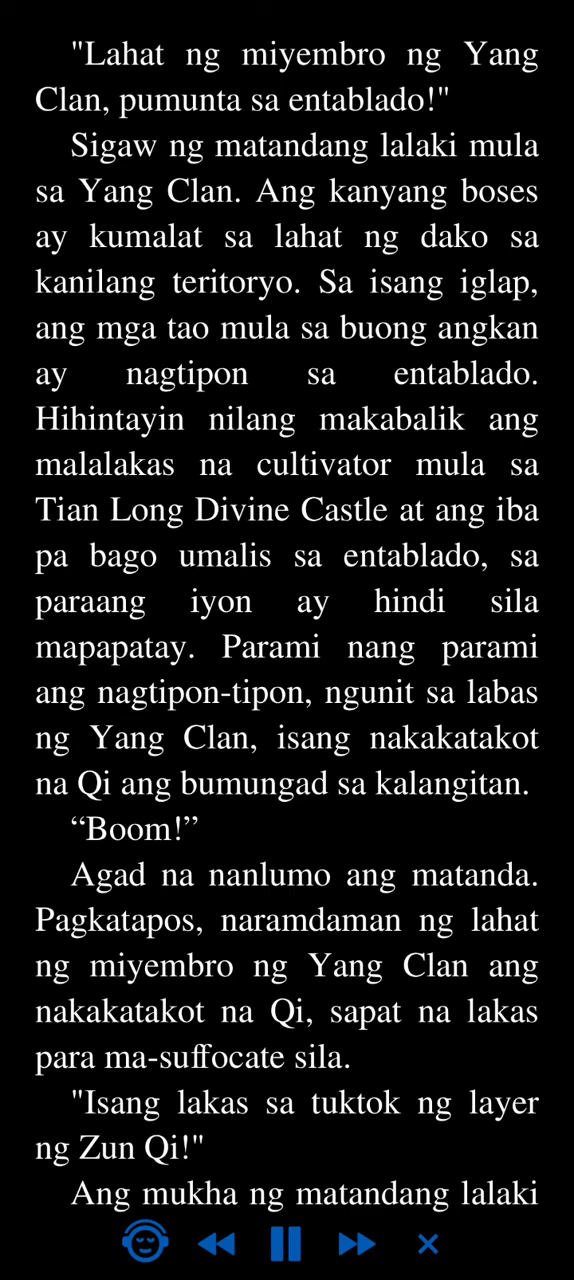 "Lahat ng miyembro ng Yang
Clan, pumunta sa entablado!"
Sigaw ng matandang lalaki mula
sa Yang Clan. Ang kanyang boses
ay kumalat sa lahat ng dako sa
kanilang teritoryo. Sa isang iglap,
ang mga tao mula sa buong angkan
ay nagtipon sa entablado.
Hihintayin nilang makabalik ang
malalakas na cultivator mula sa
Tian Long Divine Castle at ang iba
pa bago umalis sa entablado, sa
paraang iyon ay hindi sila
mapapatay. Parami nang parami
ang nagtipon-tipon, ngunit sa labas
ng Yang Clan, isang nakakatakot
na Qi ang bumungad sa kalangitan.
“Boom!”
Agad na nanlumo ang matanda.
Pagkatapos, naramdaman ng lahat
ng miyembro ng Yang Clan ang
nakakatakot na Qi, sapat na lakas
para ma-suffocate sila.
"Isang lakas sa tuktok ng layer
ng Zun Qi!"
Ang mukha ng matandang lalaki